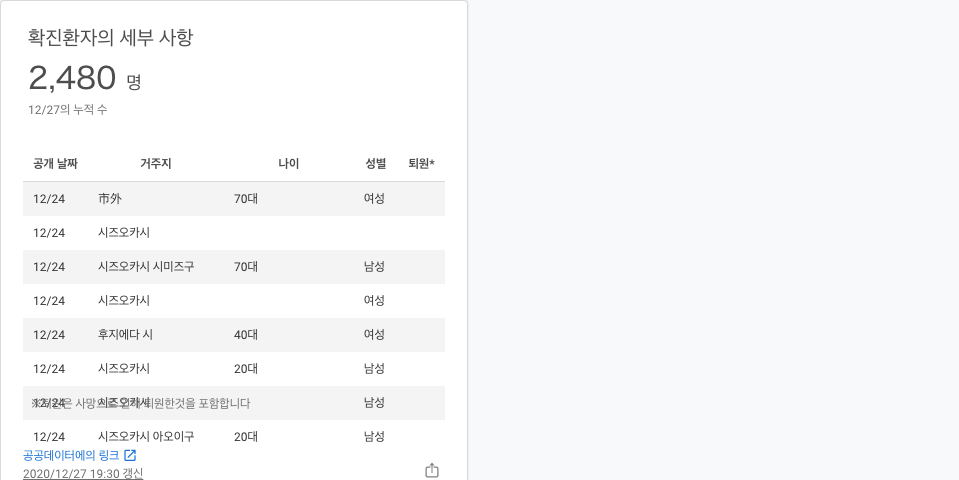 확진환자의 세부 사항
2,480 명
12/27의 누적 수
공개 날짜 거주지 나이 성별 퇴원*
12/24 市外 70대 여성
12/24 시즈오카시
12/24 시즈오카시 시미즈구 70대 남성
12/24 시즈오카시 여성
12/24 후지에다 시 40대 여성
12/24 시즈오카시 20대 남성
12/24 시즈오카시 남성
사망 퇴원한것을 포함합니다
12/24 시즈오카시 아오이구 20대 남성
공공데이터에의 링크
2020/12/27 19:30 갱신